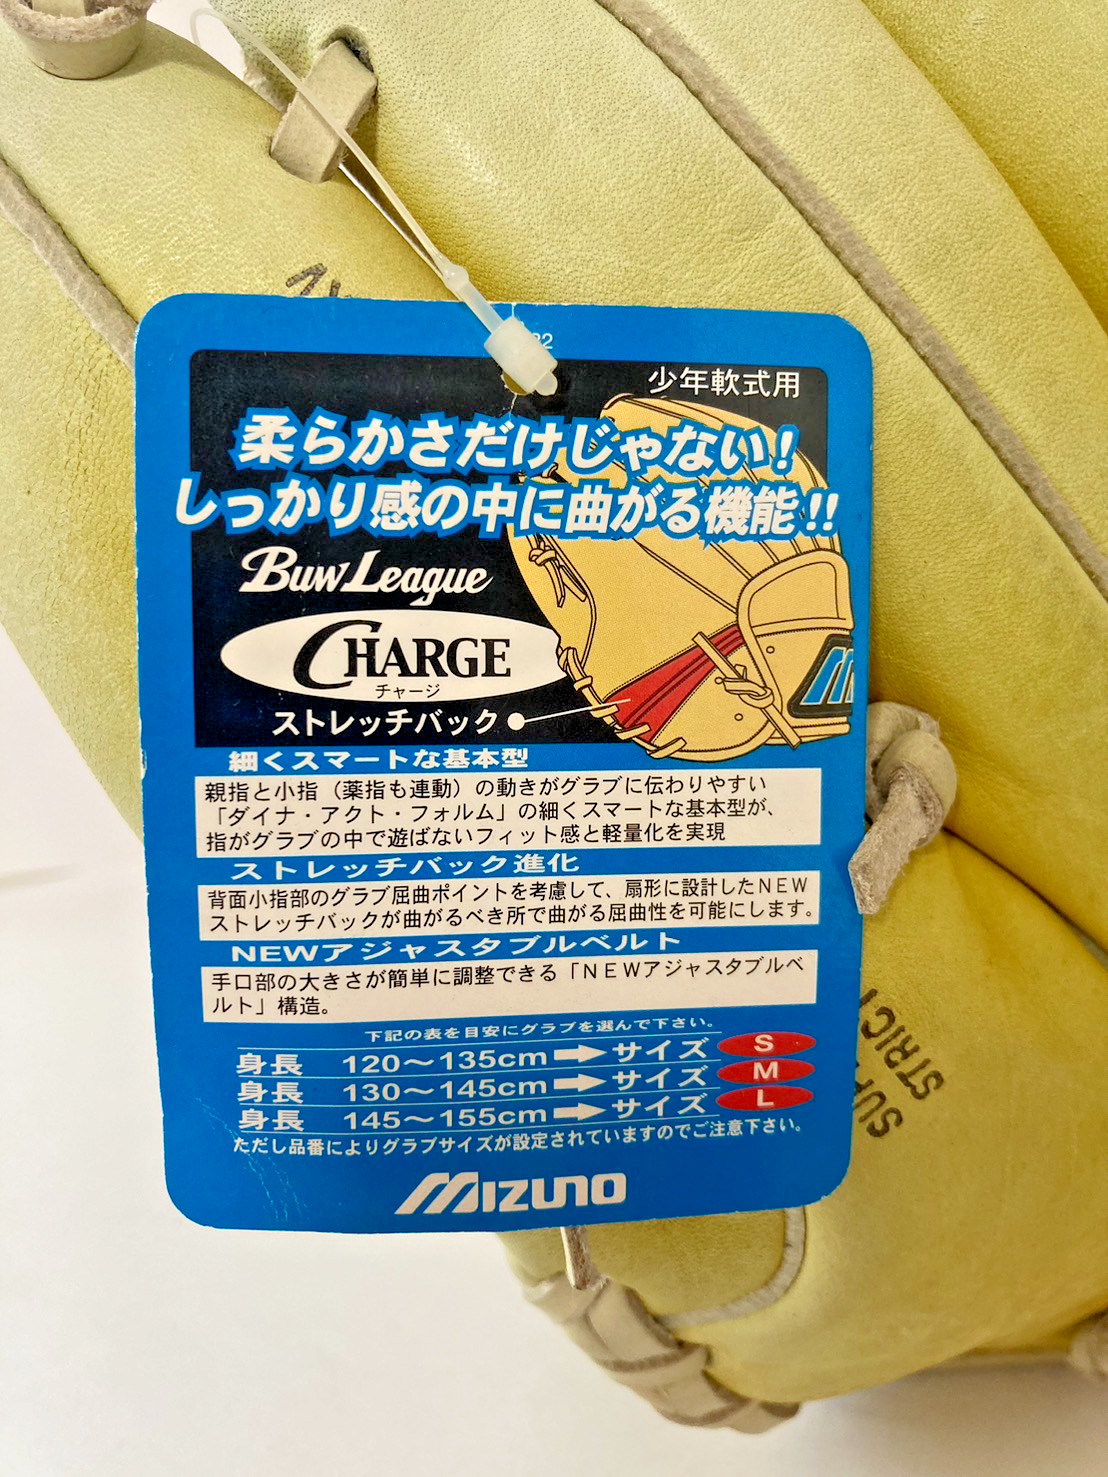 32
少年軟式用
柔らかさだけじゃない!
しっかり感の中に曲がる機能!!
Buw League
CHARGE
チャージ
ストレッチバック
細くスマートな基本型
親指と小指（薬指も連動）の動きがグラブに伝わりやすい
「ダイナ・アクト・フォルム」の細くスマートな基本型が、
指がグラブの中で遊ばないフィット感と軽量化を実現
ストレッチバック進化
背面小指部のグラブ屈曲ポイントを考慮して、扇形に設計したNEW
ストレッチバックが曲がるべき所で曲がる屈曲性を可能にします。
NEWアジャスタブルベルト
手口部の大きさが簡単に調整できる「NEWアジャスタブルベ
ルト」構造。
下記の表を目安にグラブを選んで下さい。
身長 120〜135cm➡サイズ S
身長 130〜145cm➡サイズ M
身長 145〜155cm➡サイズ L
ただし品番によりグラブサイズが設定されていますのでご注意下さい。
MIZUNO
STRICT